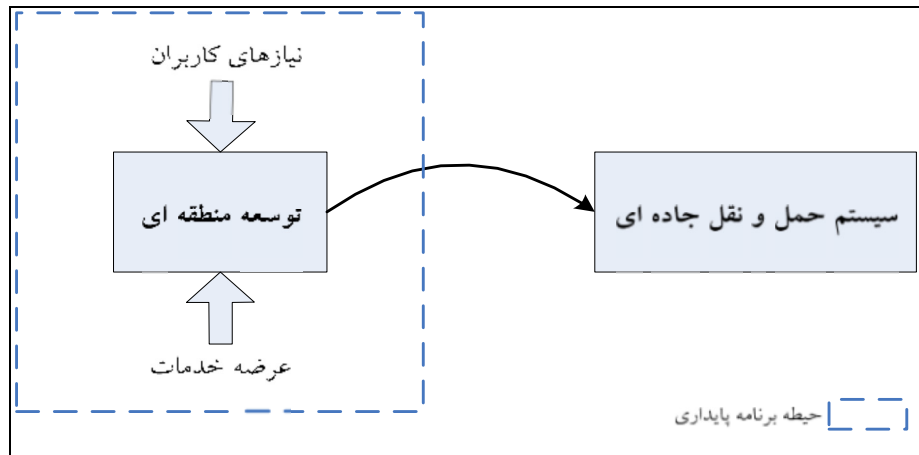 نیازهای کاربران
توسعه منطقه ای
سیستم حمل و نقل جاده ای
عرضه خدمات
حیطه برنامه پایداری